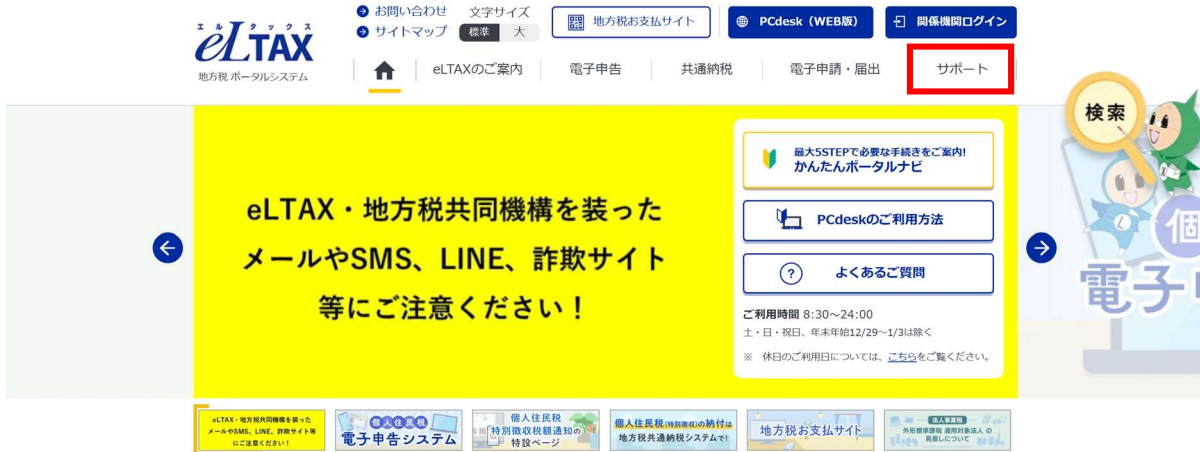 エルタックス
eLTAX
地方税 ポータルシステム
お問い合わせ
サイトマップ
文字サイズ
標準 大
地方税お支払サイト
PCdesk（WEB版）
関係機関ログイン
eLTAXのご案内
電子申告
共通納税
電子申請・届出
サポート
eLTAX・地方税共同機構を装った
メールやSMS、LINE、詐欺サイト
等にご注意ください！
最大5STEPで必要な手続きをご案内!
かんたんポータルナビ
PCdeskのご利用方法
よくあるご質問
ご利用時間 8:30～24:00
土・日・祝日、年末年始12/29～1/3は除く
※ 休日のご利用日については、こちらをご覧ください。
検索
個
電子
eLTAX・地方税共同機構を装った
メールやSMS、LINE、詐欺サイト等
にご注意ください！
個人住民税
電子申告システム
個人住民税
特別徴収税額通知の
特設ページ
個人住民税(特別徴収)の納付は
地方税共通納税システムで!
地方税お支払サイト
法人事業税
外形標準課税 適用対象法人 の
見直しについて